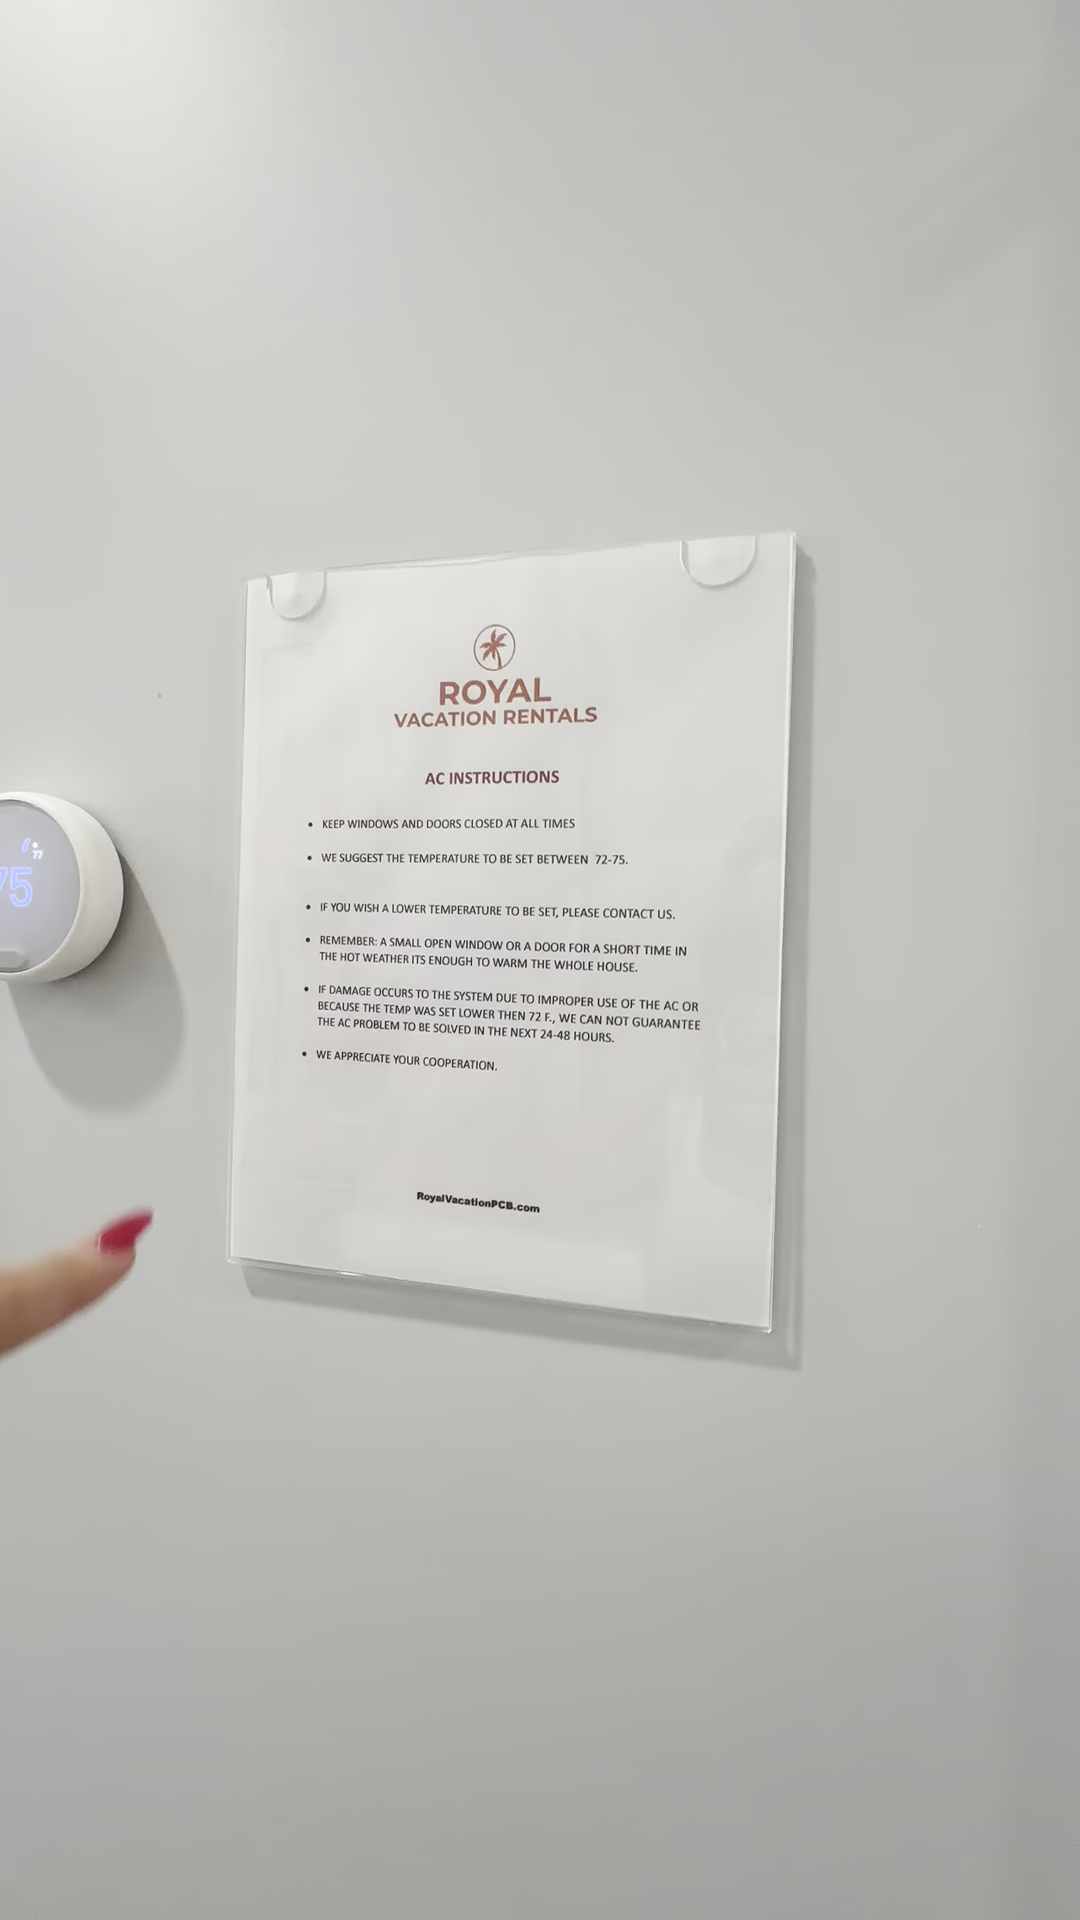 ROYAL
VACATION RENTALS
AC INSTRUCTIONS
• KEEP WINDOWS AND DOORS CLOSED AT ALL TIMES
• WE SUGGEST THE TEMPERATURE TO BE SET BETWEEN 72-75.
• IF YOU WISH A LOWER TEMPERATURE TO BE SET, PLEASE CONTACT US.
• REMEMBER: A SMALL OPEN WINDOW OR A DOOR FOR A SHORT TIME IN
THE HOT WEATHER ITS ENOUGH TO WARM THE WHOLE HOUSE.
• IF DAMAGE OCCURS TO THE SYSTEM DUE TO IMPROPER USE OF THE AC OR
BECAUSE THE TEMP WAS SET LOWER THEN 72 F., WE CAN NOT GUARANTEE
THE AC PROBLEM TO BE SOLVED IN THE NEXT 24-48 HOURS.
• WE APPRECIATE YOUR COOPERATION.
RoyalVacationPCB.com
77
75